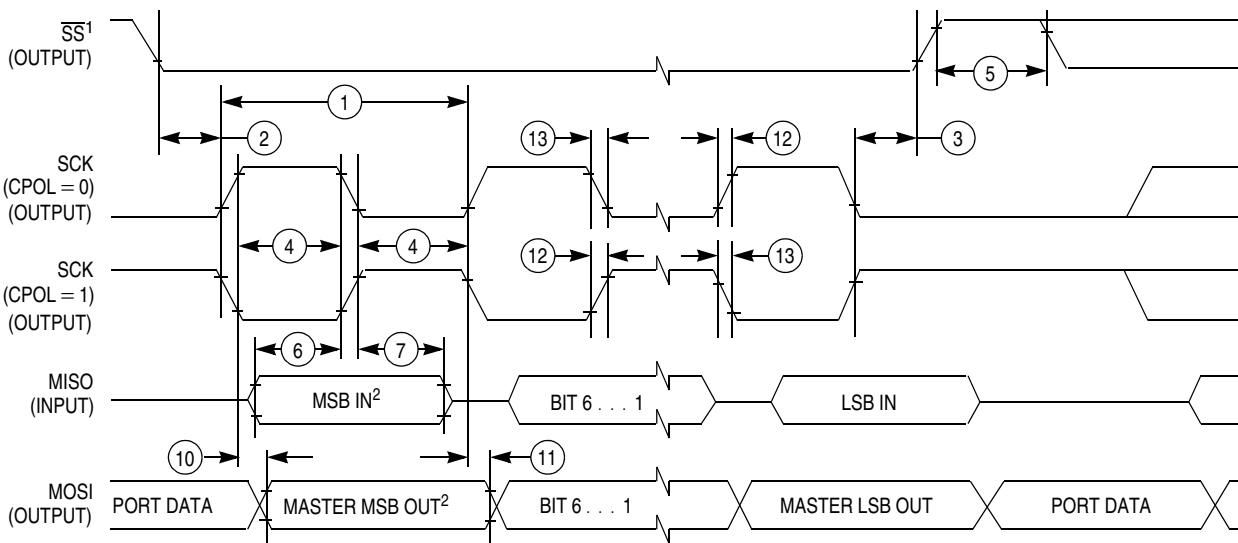 SS¹
(OUTPUT)
5
1
2
13
12
3
SCK
(CPOL = 0)
(OUTPUT)
4
4
12
13
SCK
(CPOL = 1)
(OUTPUT)
6
7
MISO
(INPUT)
MSB IN²
BIT 6 . . . 1
LSB IN
10
11
MOSI
(OUTPUT)
PORT DATA
MASTER MSB OUT²
BIT 6 . . . 1
MASTER LSB OUT
PORT DATA